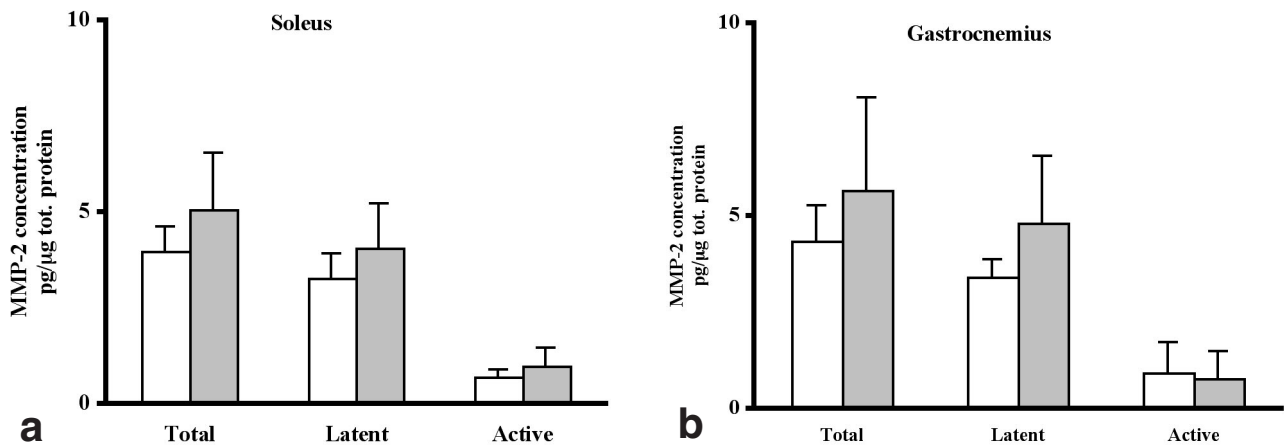 Soleus
MMP-2 concentration
pg/µg tot. protein
10
5
0
Total Latent Active
a
Gastrocnemius
MMP-2 concentration
pg/µg tot. protein
10
5
0
Total Latent Active
b